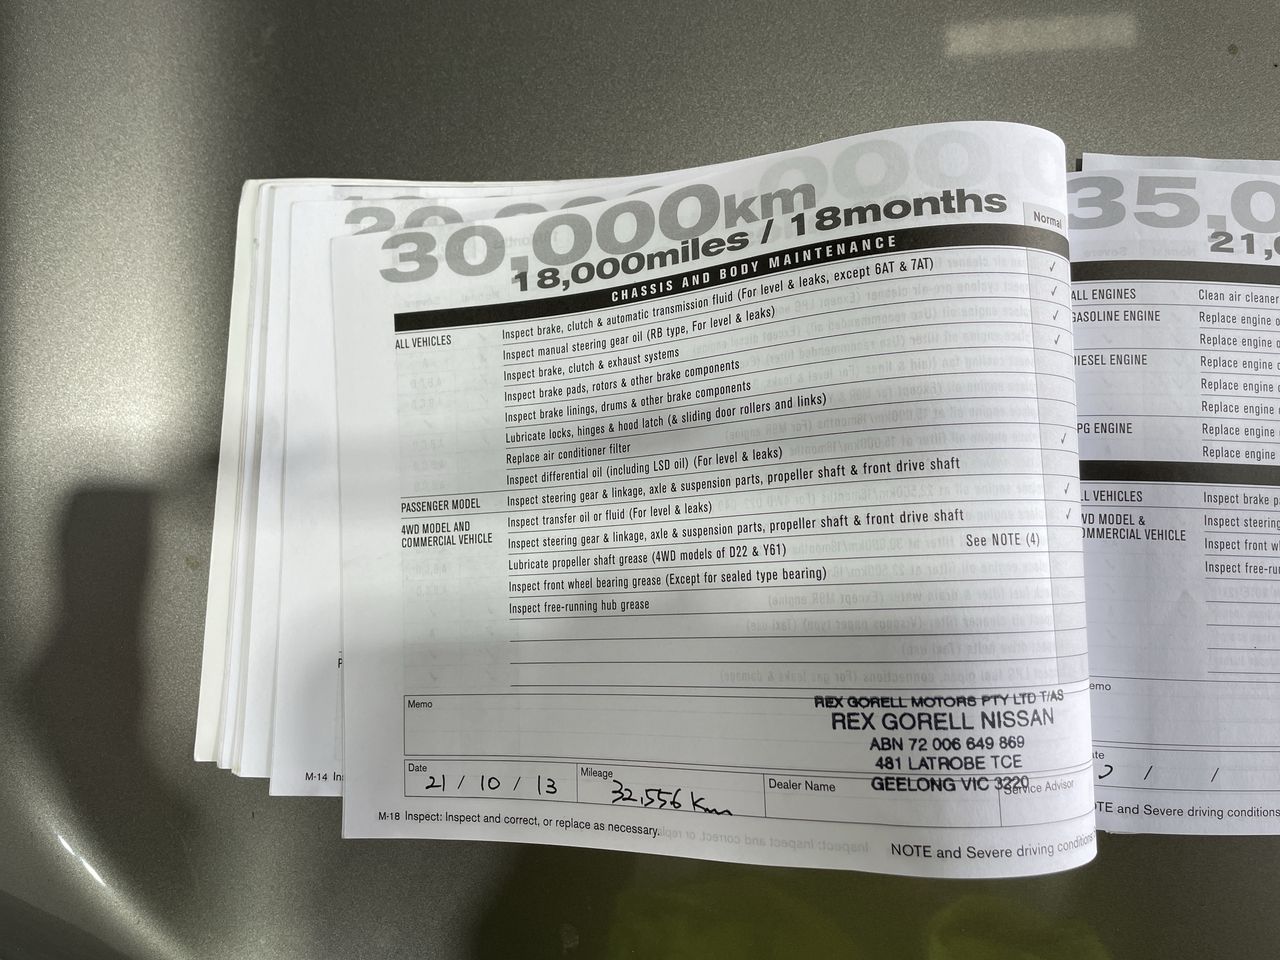 30,000km
18,000miles / 18months
Normal
CHASSIS AND BODY MAINTENANCE
ALL VEHICLES
Inspect brake, clutch & automatic transmission fluid (For level & leaks, except 6AT & 7AT) ✓
Inspect manual steering gear oil (RB type, For level & leaks) ✓
Inspect brake, clutch & exhaust systems ✓
Inspect brake pads, rotors & other brake components ✓
Inspect brake linings, drums & other brake components
Lubricate locks, hinges & hood latch (& sliding door rollers and links)
Replace air conditioner filter
Inspect differential oil (including LSD oil) (For level & leaks) ✓
PASSENGER MODEL
Inspect steering gear & linkage, axle & suspension parts, propeller shaft & front drive shaft
4WD MODEL AND
COMMERCIAL VEHICLE
Inspect transfer oil or fluid (For level & leaks) ✓
Inspect steering gear & linkage, axle & suspension parts, propeller shaft & front drive shaft ✓
Lubricate propeller shaft grease (4WD models of D22 & Y61) See NOTE (4)
Inspect front wheel bearing grease (Except for sealed type bearing)
Inspect free-running hub grease
Memo
REX GORELL MOTORS PTY LTD T/AS
REX GORELL NISSAN
ABN 72 006 649 869
481 LATROBE TCE
GEELONG VIC 3220
Date
21 / 10 / 13
Mileage
32,556 Km
Dealer Name
Service Advisor
M-18 Inspect: Inspect and correct, or replace as necessary.
NOTE and Severe driving conditions
M-14
35,0
21,
ALL ENGINES
Clean air cleaner
GASOLINE ENGINE
Replace engine
Replace engine
DIESEL ENGINE
Replace engine
Replace engine
Replace engine
PG ENGINE
Replace engine
Replace engine
LL VEHICLES
Inspect brake
WD MODEL &
OMMERCIAL VEHICLE
Inspect steering
Inspect front
Inspect free-run
emo
ate
/ /
OTE and Severe driving conditions